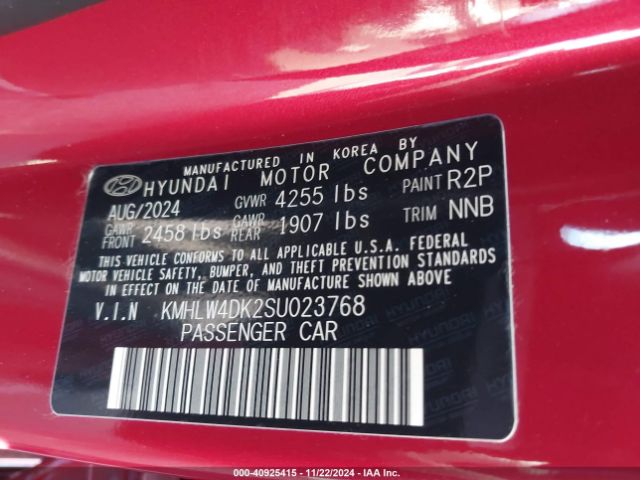 MANUFACTURED IN KOREA BY
HYUNDAI MOTOR COMPANY
AUG/2024 GVWR 4255 lbs PAINT R2P
GAWR FRONT 2458 lbs GAWR REAR 1907 lbs TRIM NNB
THIS VEHICLE CONFORMS TO ALL APPLICABLE U.S.A. FEDERAL
MOTOR VEHICLE SAFETY, BUMPER, AND THEFT PREVENTION STANDARDS
IN EFFECT ON THE DATE OF MANUFACTURE SHOWN ABOVE
V.I.N KMHLW4DK2SU023768
PASSENGER CAR
000-40925415 - 11/22/2024 - IAA Inc.